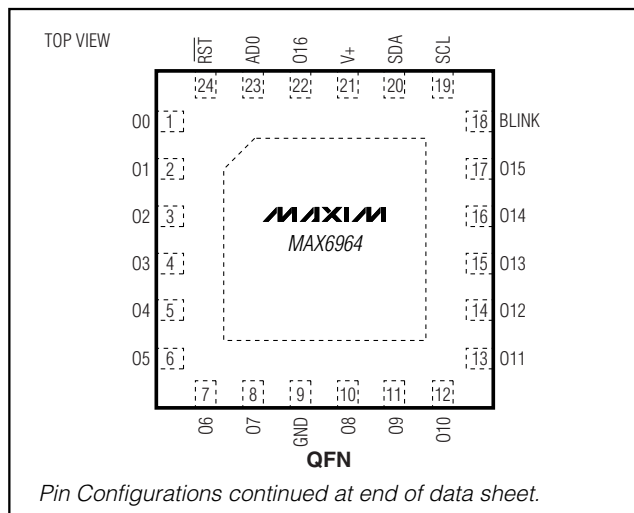 TOP VIEW
RST AD0 O16 V+ SDA SCL
24 23 22 21 20 19
O0 1 18 BLINK
O1 2 17 O15
O2 3 16 O14
O3 4 15 O13
O4 5 14 O12
O5 6 13 O11
MAXIM
MAX6964
7 8 9 10 11 12
O6 O7 GND O8 O9 O10
QFN
Pin Configurations continued at end of data sheet.